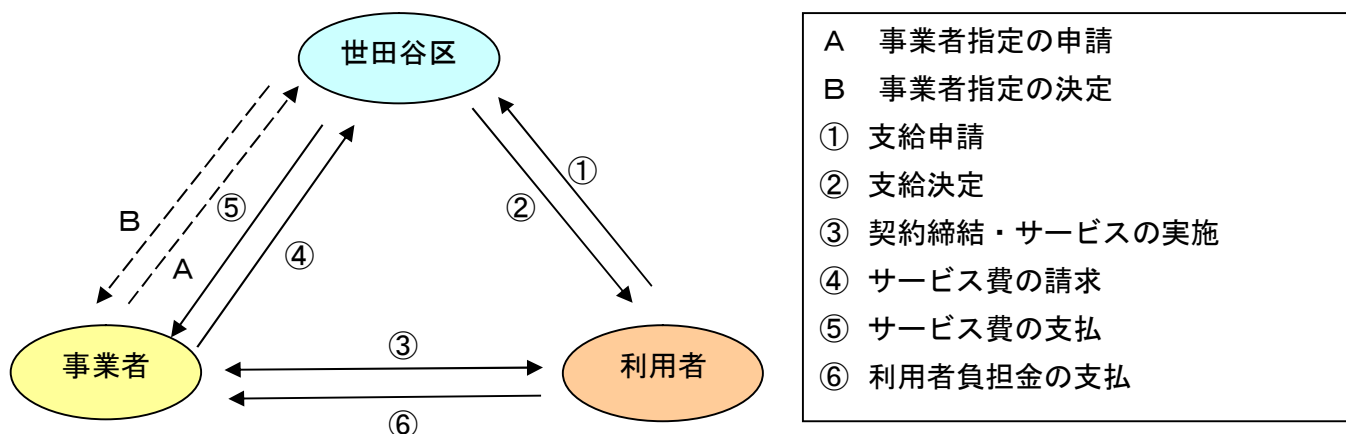 世田谷区
①
②
B
⑤
A
④
事業者
③
利用者
⑥
A 事業者指定の申請
B 事業者指定の決定
① 支給申請
② 支給決定
③ 契約締結・サービスの実施
④ サービス費の請求
⑤ サービス費の支払
⑥ 利用者負担金の支払